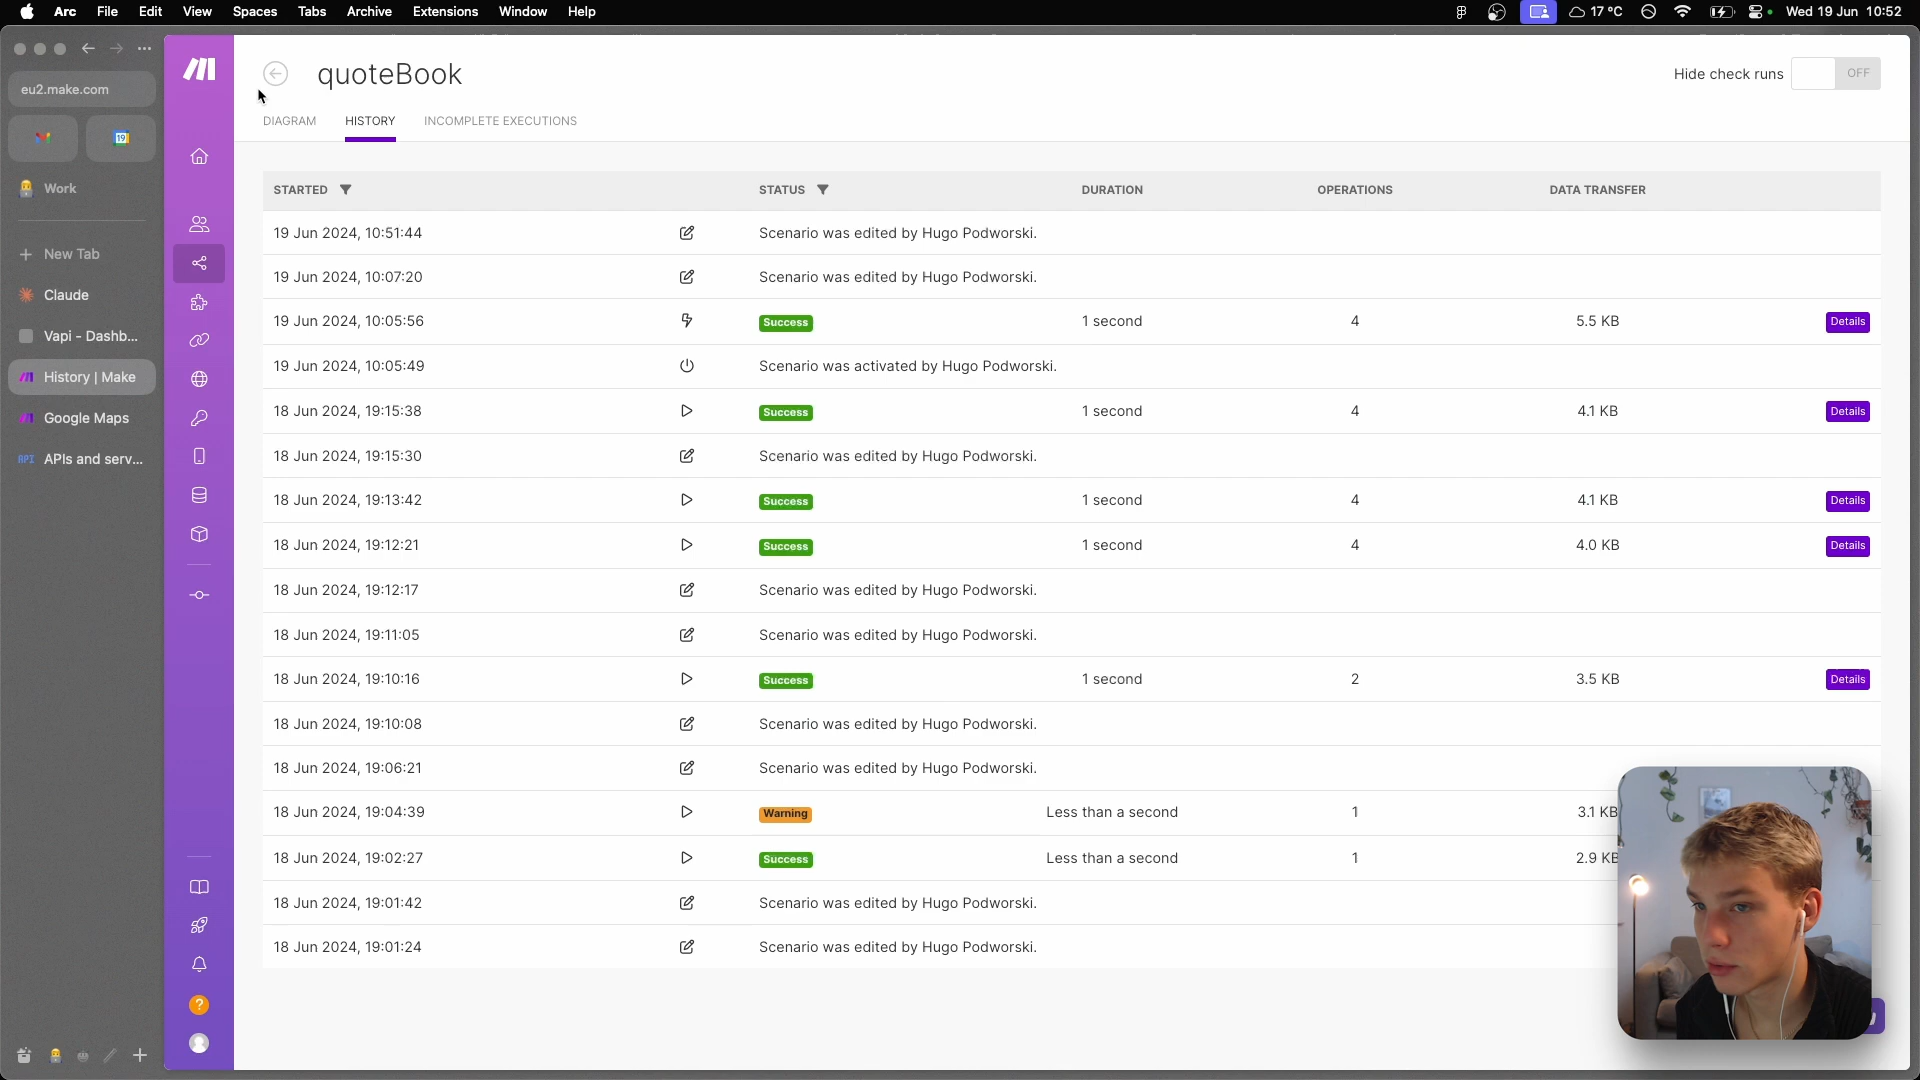 Arc File Edit View Spaces Tabs Archive Extensions Window Help
17 °C
Wed 19 Jun 10:52
eu2.make.com
19
Work
New Tab
Claude
Vapi - Dashb...
History | Make
Google Maps
API APIs and serv...
quoteBook
Hide check runs OFF
DIAGRAM HISTORY INCOMPLETE EXECUTIONS
STARTED STATUS DURATION OPERATIONS DATA TRANSFER
19 Jun 2024, 10:51:44 Scenario was edited by Hugo Podworski.
19 Jun 2024, 10:07:20 Scenario was edited by Hugo Podworski.
19 Jun 2024, 10:05:56 Success 1 second 4 5.5 KB Details
19 Jun 2024, 10:05:49 Scenario was activated by Hugo Podworski.
18 Jun 2024, 19:15:38 Success 1 second 4 4.1 KB Details
18 Jun 2024, 19:15:30 Scenario was edited by Hugo Podworski.
18 Jun 2024, 19:13:42 Success 1 second 4 4.1 KB Details
18 Jun 2024, 19:12:21 Success 1 second 4 4.0 KB Details
18 Jun 2024, 19:12:17 Scenario was edited by Hugo Podworski.
18 Jun 2024, 19:11:05 Scenario was edited by Hugo Podworski.
18 Jun 2024, 19:10:16 Success 1 second 2 3.5 KB Details
18 Jun 2024, 19:10:08 Scenario was edited by Hugo Podworski.
18 Jun 2024, 19:06:21 Scenario was edited by Hugo Podworski.
18 Jun 2024, 19:04:39 Warning Less than a second 1 3.1 KB
18 Jun 2024, 19:02:27 Success Less than a second 1 2.9 KB
18 Jun 2024, 19:01:42 Scenario was edited by Hugo Podworski.
18 Jun 2024, 19:01:24 Scenario was edited by Hugo Podworski.
?